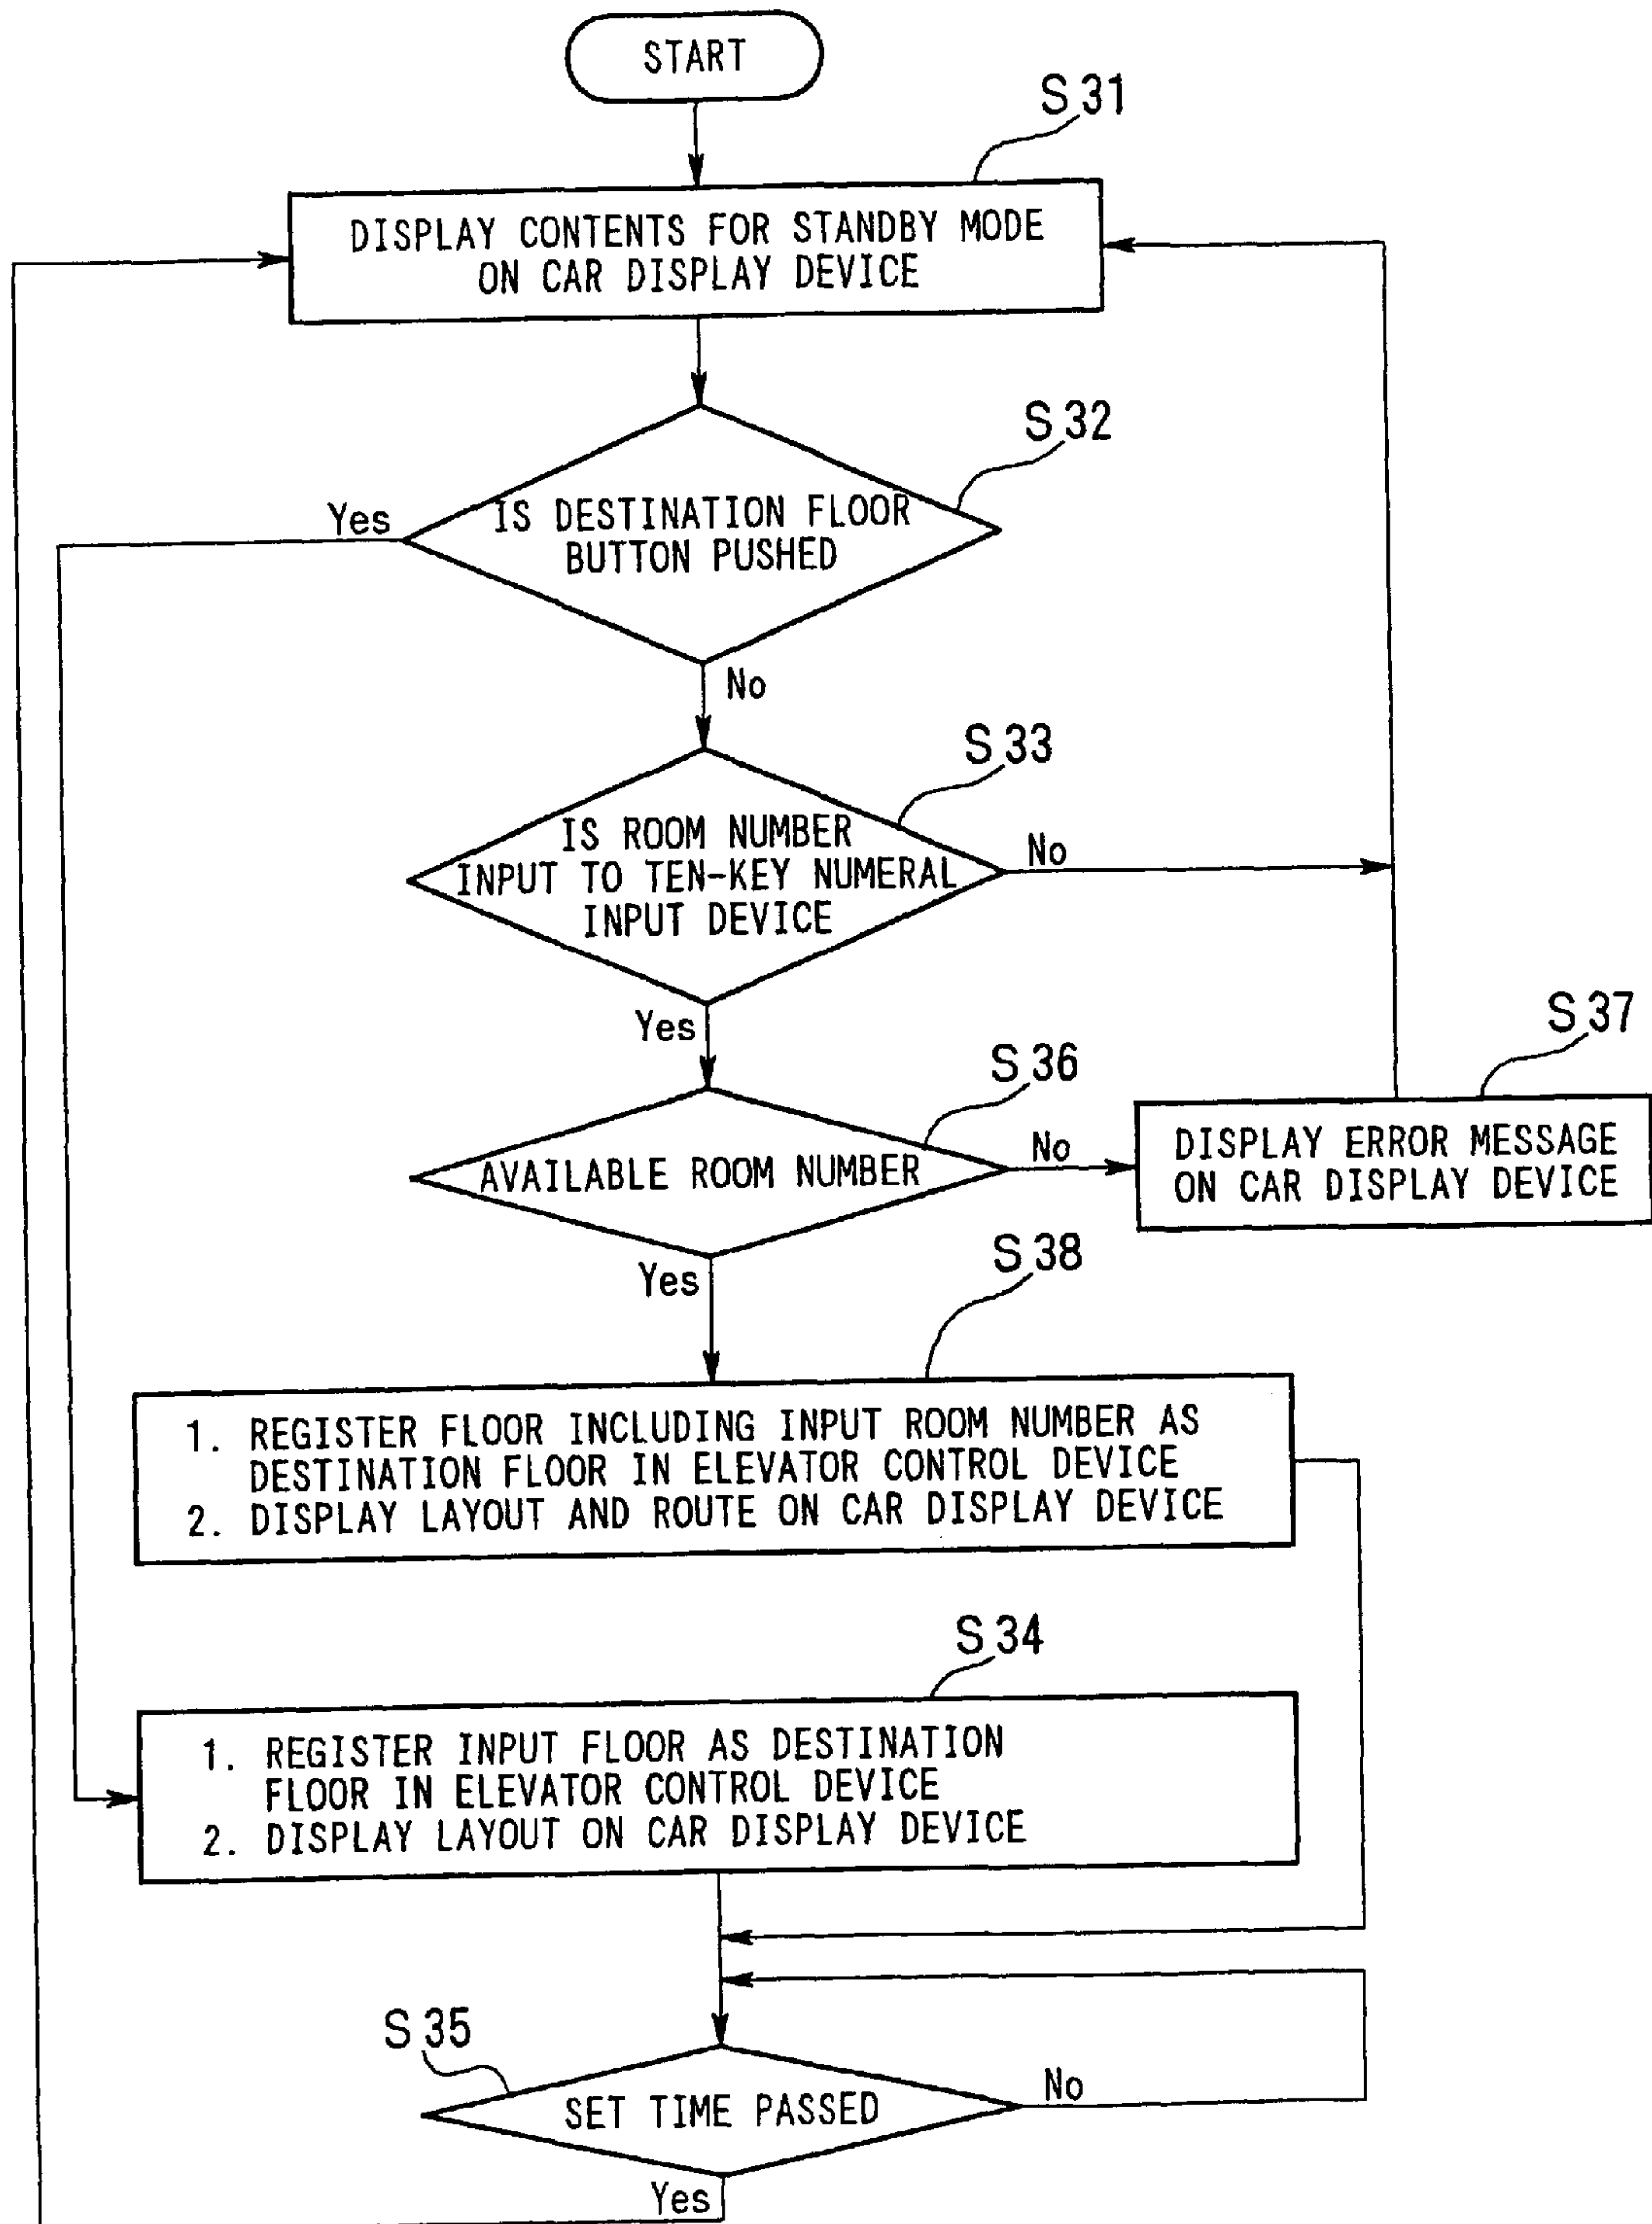 START
S31
DISPLAY CONTENTS FOR STANDBY MODE
ON CAR DISPLAY DEVICE
S32
IS DESTINATION FLOOR
BUTTON PUSHED
Yes
No
S33
IS ROOM NUMBER
INPUT TO TEN-KEY NUMERAL
INPUT DEVICE
No
Yes
S36
AVAILABLE ROOM NUMBER
No
S37
DISPLAY ERROR MESSAGE
ON CAR DISPLAY DEVICE
Yes
S38
1. REGISTER FLOOR INCLUDING INPUT ROOM NUMBER AS
DESTINATION FLOOR IN ELEVATOR CONTROL DEVICE
2. DISPLAY LAYOUT AND ROUTE ON CAR DISPLAY DEVICE
S34
1. REGISTER INPUT FLOOR AS DESTINATION
FLOOR IN ELEVATOR CONTROL DEVICE
2. DISPLAY LAYOUT ON CAR DISPLAY DEVICE
S35
SET TIME PASSED
No
Yes